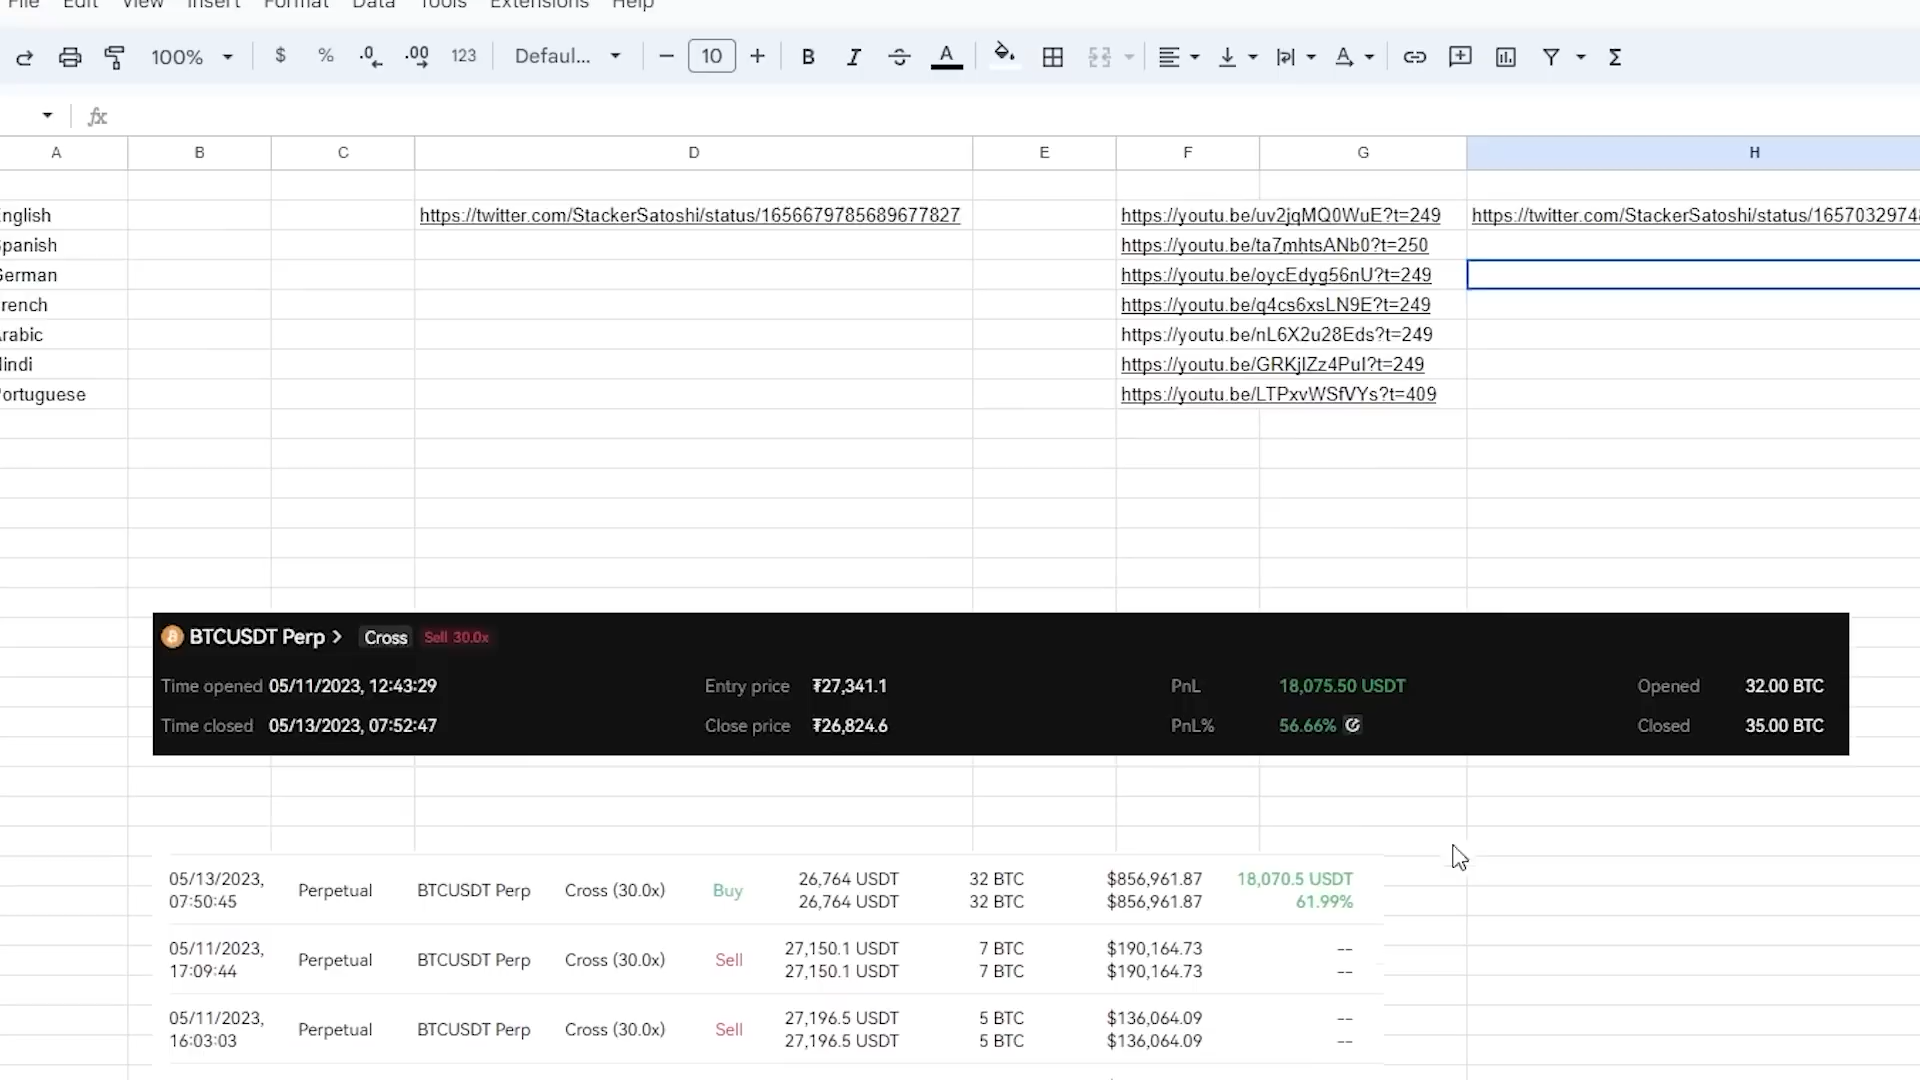 File Edit View Insert Format Data Tools Extensions Help
100% $ % .0 .00 123 Defaul... 10 B I A
fx
A B C D E F G H
nglish https://twitter.com/StackerSatoshi/status/1656679785689677827 https://youtu.be/uv2jqMQ0WuE?t=249 https://twitter.com/StackerSatoshi/status/16570329748
panish https://youtu.be/ta7mhtsANb0?t=250
erman https://youtu.be/oycEdyg56nU?t=249
rench https://youtu.be/q4cs6xsLN9E?t=249
rabic https://youtu.be/nL6X2u28Eds?t=249
indi https://youtu.be/GRKjIZz4PuI?t=249
ortuguese https://youtu.be/LTPxvWSfVYs?t=409
BTCUSDT Perp > Cross Sell 30.0x
Time opened 05/11/2023, 12:43:29 Entry price ₮27,341.1 PnL 18,075.50 USDT Opened 32.00 BTC
Time closed 05/13/2023, 07:52:47 Close price ₮26,824.6 PnL% 56.66% Closed 35.00 BTC
05/13/2023, 26,764 USDT 32 BTC $856,961.87 18,070.5 USDT
Perpetual BTCUSDT Perp Cross (30.0x) Buy
07:50:45 26,764 USDT 32 BTC $856,961.87 61.99%
05/11/2023, 27,150.1 USDT 7 BTC $190,164.73 --
Perpetual BTCUSDT Perp Cross (30.0x) Sell
17:09:44 27,150.1 USDT 7 BTC $190,164.73 --
05/11/2023, 27,196.5 USDT 5 BTC $136,064.09 --
Perpetual BTCUSDT Perp Cross (30.0x) Sell
16:03:03 27,196.5 USDT 5 BTC $136,064.09 --